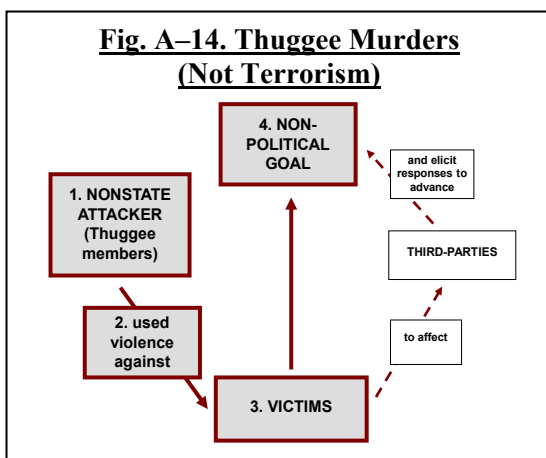 Fig. A–14. Thuggee Murders
(Not Terrorism)
4. NON-
POLITICAL
GOAL
and elicit
responses to
advance
1. NONSTATE
ATTACKER
(Thuggee
members)
THIRD-PARTIES
2. used
violence
against
to affect
3. VICTIMS